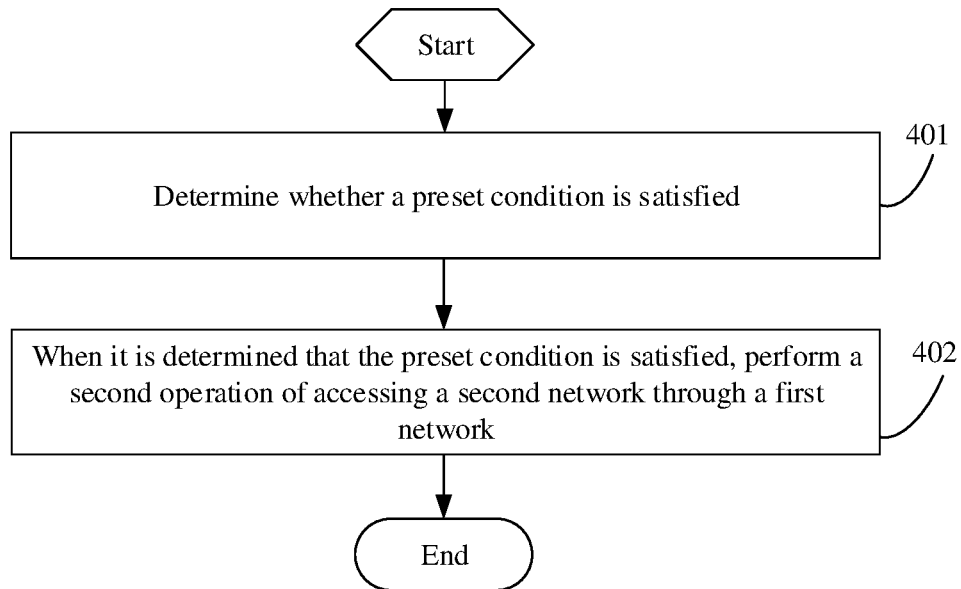 Start
401
Determine whether a preset condition is satisfied
402
When it is determined that the preset condition is satisfied, perform a
second operation of accessing a second network through a first
network
End